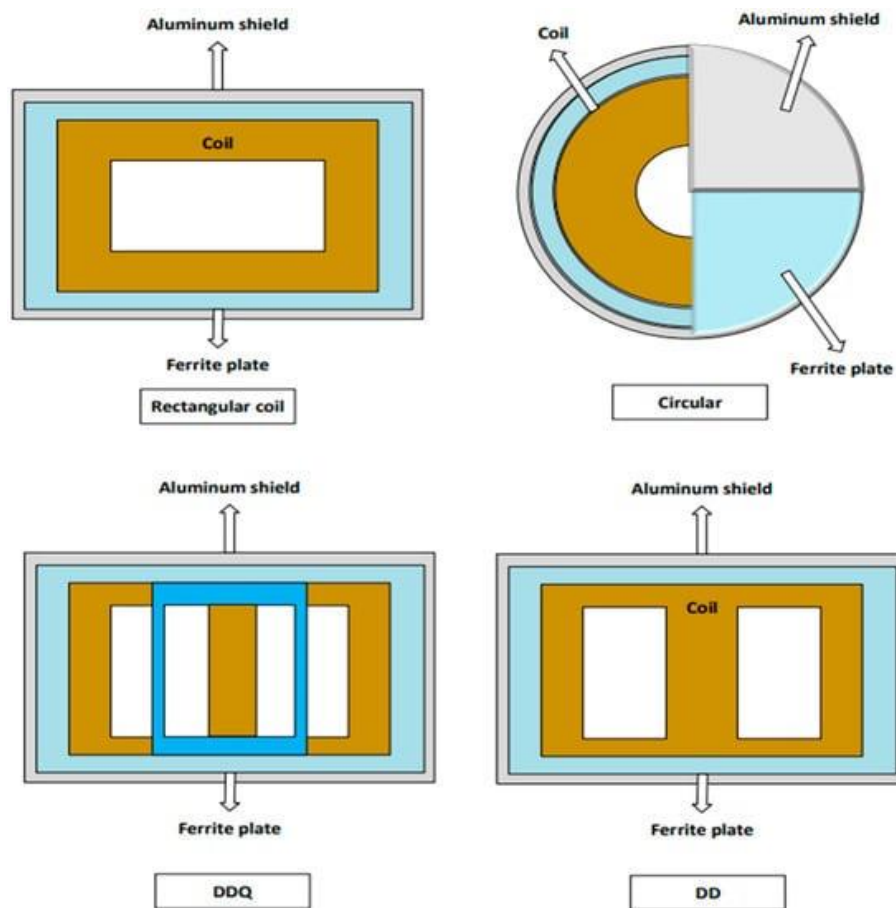 Aluminum shield
Coil
Ferrite plate
Rectangular coil
Aluminum shield
Coil
Ferrite plate
Circular
Aluminum shield
Ferrite plate
DDQ
Aluminum shield
Coil
Ferrite plate
DD